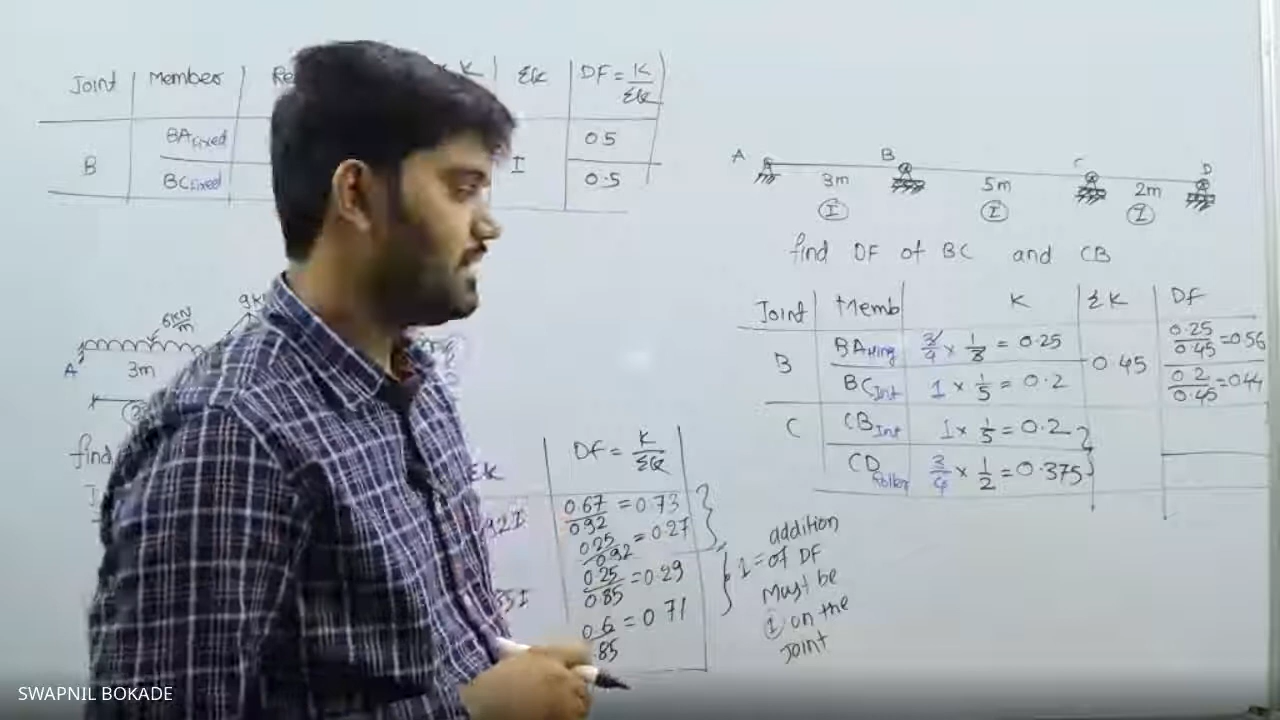 Joint Member Re K ΣK DF = K/ΣK
B BA Fixed I 0.5
BC Fixed 0.5
A B C D
3m 5m 2m
I I I
find DF of BC and CB
Joint Memb K ΣK DF
B BA Hing 3/4 × 1/3 = 0.25 0.45 0.25/0.45 = 0.56
BC Int 1 × 1/5 = 0.2 0.2/0.45 = 0.44
C CB Int 1 × 1/5 = 0.2
CD Roller 3/4 × 1/2 = 0.375
6kN/m
A 3m
find
ΣK DF = K/ΣK
0.67/0.92 = 0.73
0.25/0.92 = 0.27
0.25/0.85 = 0.29
0.6/.85 = 0.71
addition
1 = of DF
Must be
1 on the
Joint
SWAPNIL BOKADE